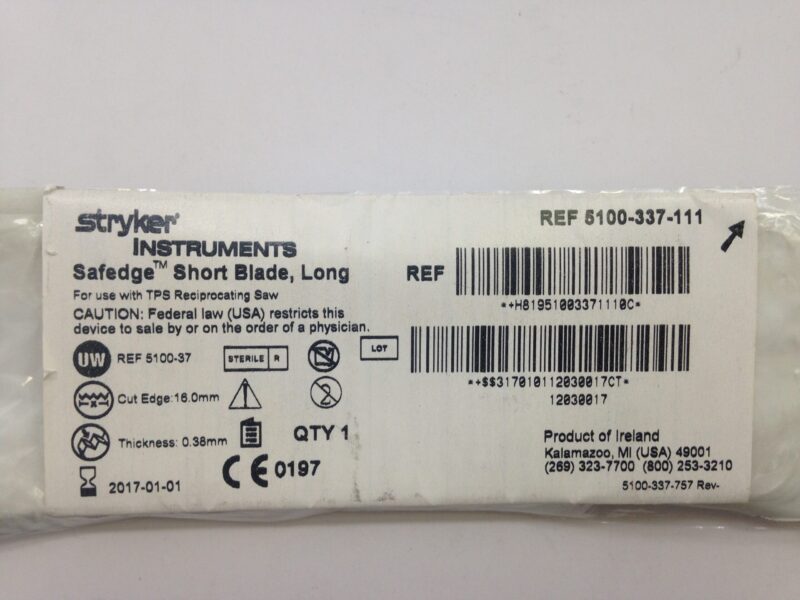 stryker®
INSTRUMENTS
Safedge™ Short Blade, Long
For use with TPS Reciprocating Saw
CAUTION: Federal law (USA) restricts this
device to sale by or on the order of a physician.
UW REF 5100-37
STERILE R
LOT
Cut Edge:16.0mm
2
Thickness: 0.38mm
QTY 1
2017-01-01
CE 0197
REF 5100-337-111
REF
*+H81951003371110C*
*+$$317010112030017CT*
12030017
Product of Ireland
Kalamazoo, MI (USA) 49001
(269) 323-7700 (800) 253-3210
5100-337-757 Rev-